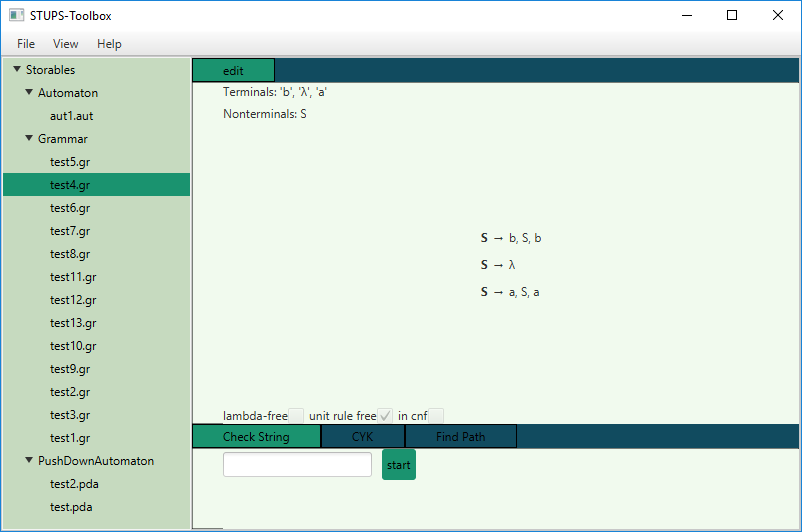 STUPS-Toolbox
File View Help
Storables
Automaton
aut1.aut
Grammar
test5.gr
test4.gr
test6.gr
test7.gr
test8.gr
test11.gr
test12.gr
test13.gr
test10.gr
test9.gr
test2.gr
test3.gr
test1.gr
PushDownAutomaton
test2.pda
test.pda
edit
Terminals: 'b', 'λ', 'a'
Nonterminals: S
S → b, S, b
S → λ
S → a, S, a
lambda-free unit rule free in cnf
Check String CYK Find Path
start